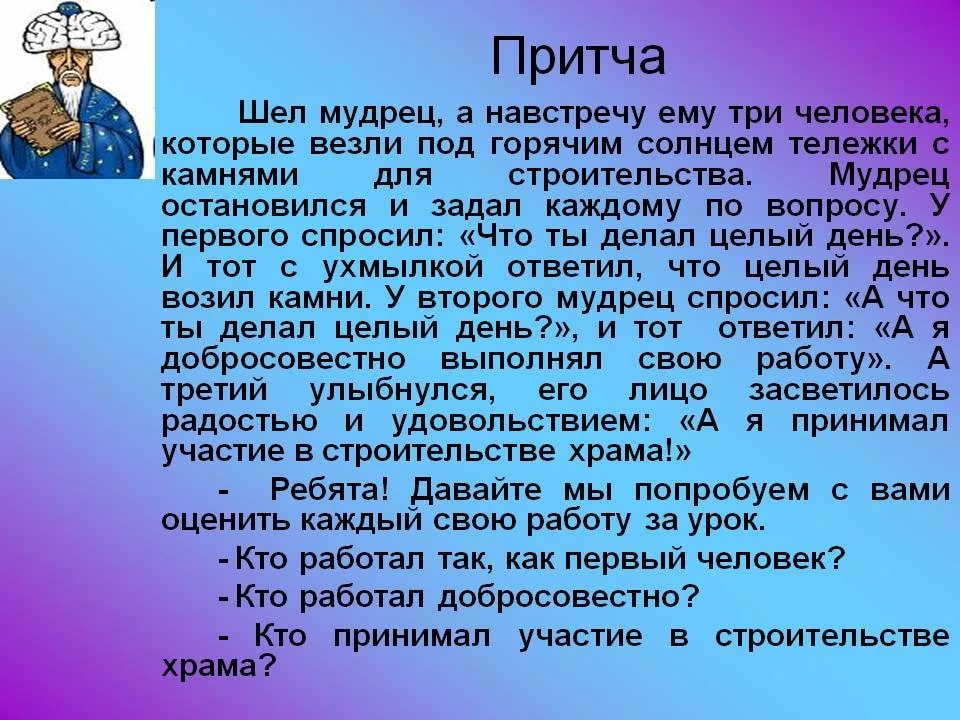 Притча
Шел мудрец, а навстречу ему три человека,
которые везли под горячим солнцем тележки с
камнями для строительства. Мудрец
остановился и задал каждому по вопросу. У
первого спросил: «Что ты делал целый день?».
И тот с ухмылкой ответил, что целый день
возил камни. У второго мудрец спросил: «А что
ты делал целый день?», и тот ответил: «А я
добросовестно выполнял свою работу». А
третий улыбнулся, его лицо засветилось
радостью и удовольствием: «А я принимал
участие в строительстве храма!»
- Ребята! Давайте мы попробуем с вами
оценить каждый свою работу за урок.
- Кто работал так, как первый человек?
- Кто работал добросовестно?
- Кто принимал участие в строительстве
храма?